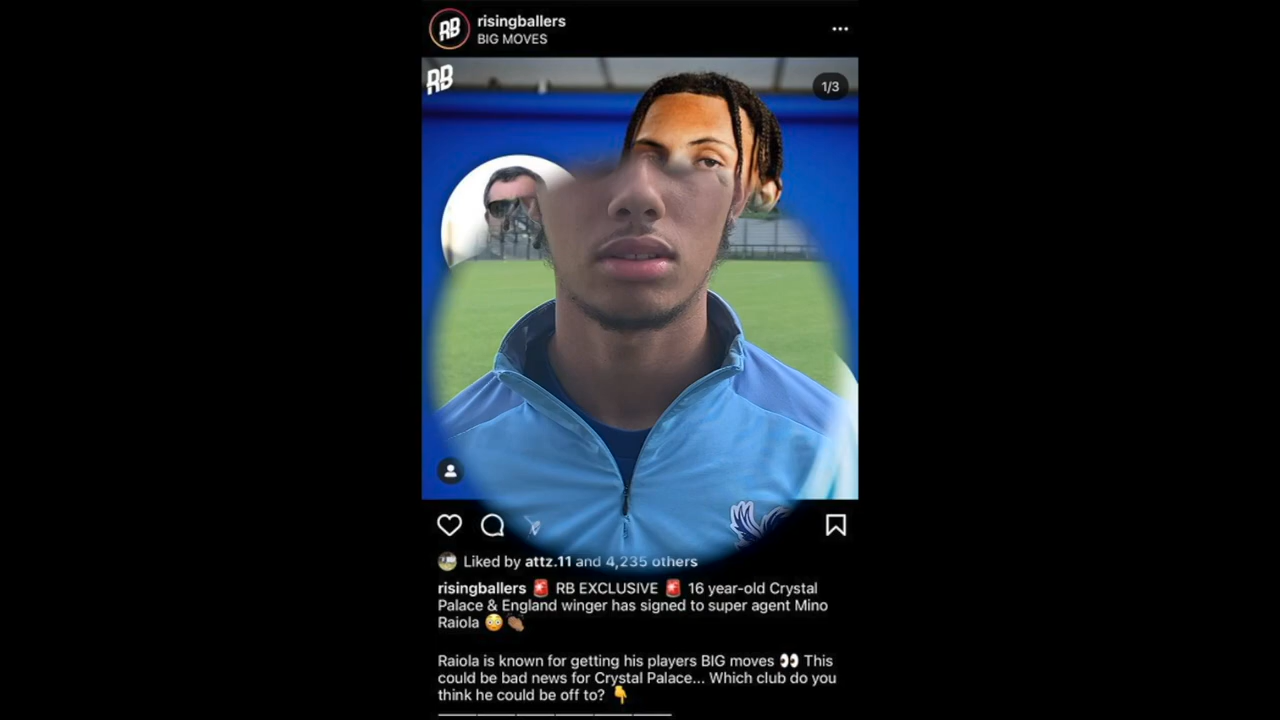 risingballers
BIG MOVES
RB
RB
1/3
Liked by attz.11 and 4,235 others
risingballers 🚨 RB EXCLUSIVE 🚨 16 year-old Crystal
Palace & England winger has signed to super agent Mino
Raiola 😳👏🏾
Raiola is known for getting his players BIG moves 👀 This
could be bad news for Crystal Palace... Which club do you
think he could be off to? 👇